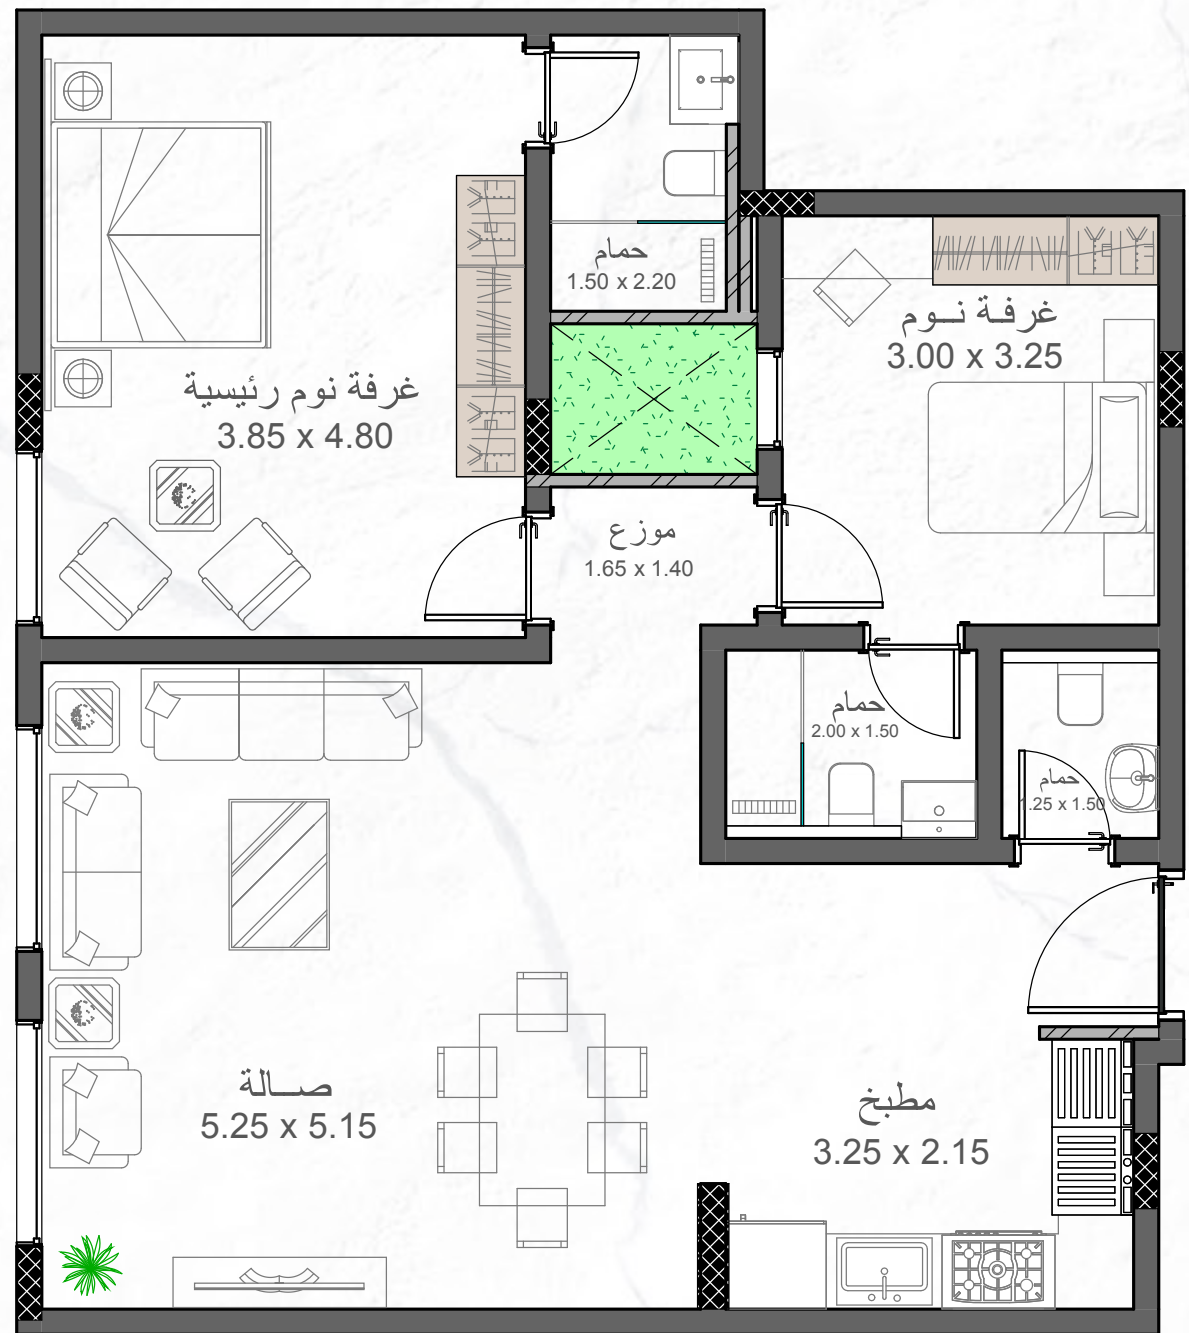 حمام
1.50 x 2.20
غرفة نــوم
3.00 x 3.25
غرفة نوم رئيسية
3.85 x 4.80
موزع
1.65 x 1.40
حمام
2.00 x 1.50
حمام
1.25 x 1.50
صــالة
5.25 x 5.15
مطبخ
3.25 x 2.15